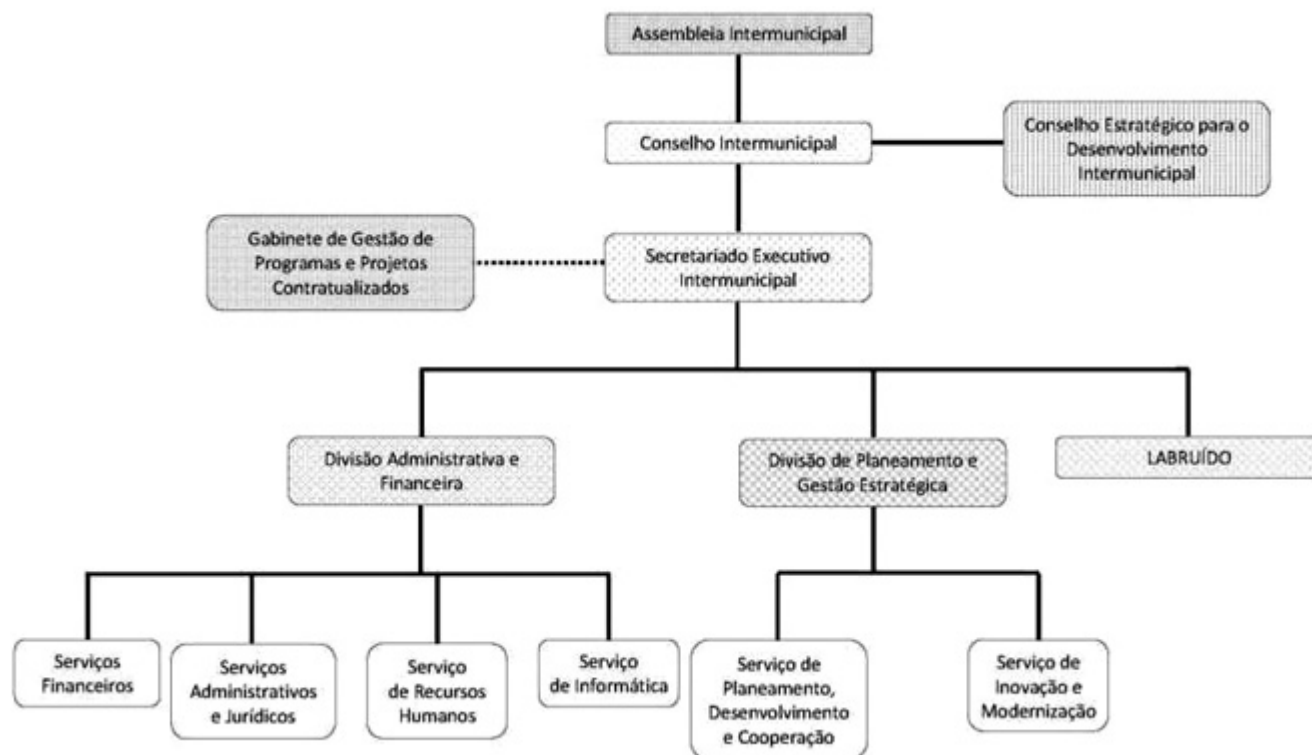 Assembleia Intermunicipal
Conselho Intermunicipal
Conselho Estratégico para o
Desenvolvimento
Intermunicipal
Gabinete de Gestão de
Programas e Projetos
Contratualizados
Secretariado Executivo
Intermunicipal
Divisão Administrativa e
Financeira
Divisão de Planeamento e
Gestão Estratégica
LABRUÍDO
Serviços
Financeiros
Serviços
Administrativos
e Jurídicos
Serviço
de Recursos
Humanos
Serviço
de Informática
Serviço de
Planeamento,
Desenvolvimento
e Cooperação
Serviço de
Inovação e
Modernização